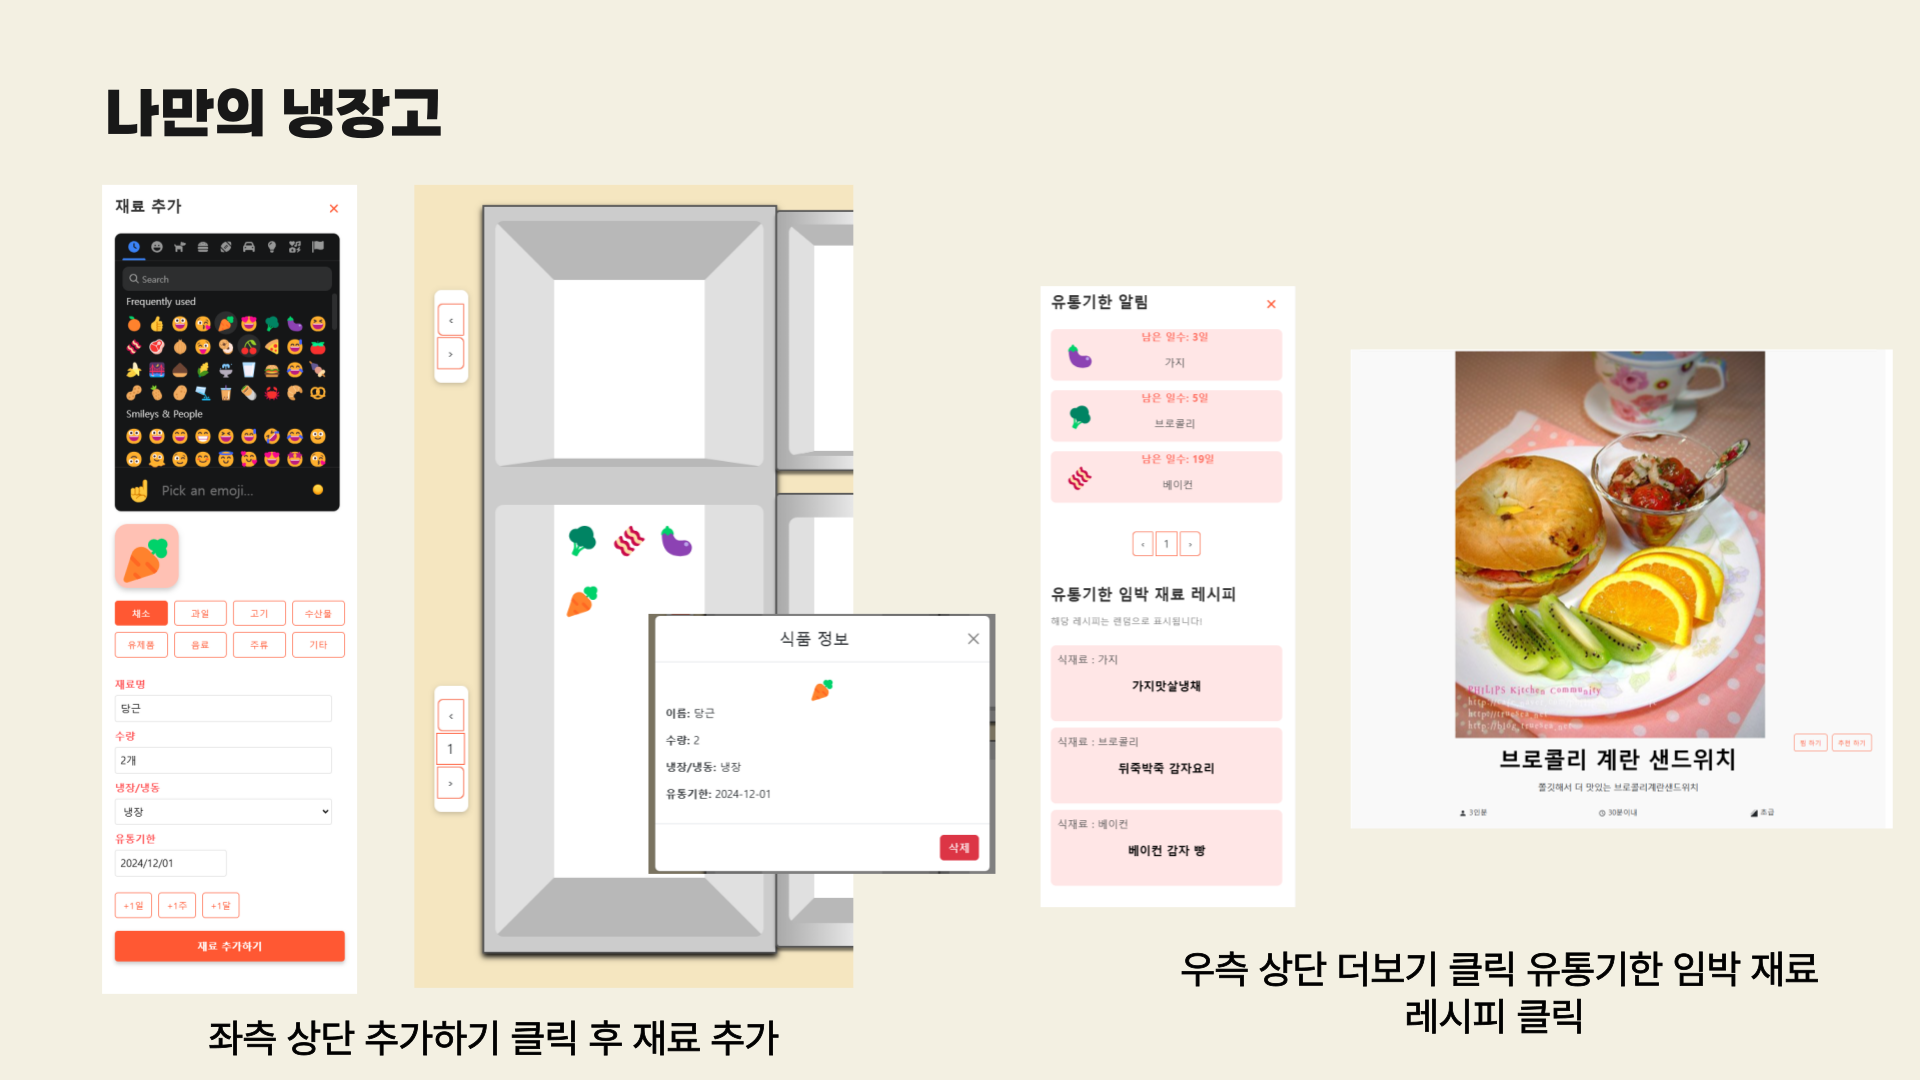 나만의 냉장고
재료 추가
Search
Frequently used
Smileys & People
Pick an emoji...
채소
과일
고기
수산물
유제품
음료
주류
기타
재료명
당근
수량
2개
냉장/냉동
냉장
유통기한
2024/12/01
+1일
+1주
+1달
재료 추가하기
1
식품 정보
이름: 당근
수량: 2
냉장/냉동: 냉장
유통기한: 2024-12-01
삭제
좌측 상단 추가하기 클릭 후 재료 추가
유통기한 알림
남은 일수: 3일
가지
남은 일수: 5일
브로콜리
남은 일수: 19일
베이컨
1
유통기한 임박 재료 레시피
해당 레시피는 랜덤으로 표시됩니다!
식재료 : 가지
가지맛살냉채
식재료 : 브로콜리
뒤죽박죽 감자요리
식재료 : 베이컨
베이컨 감자 빵
PHILIPS Kitchen Community
브로콜리 계란 샌드위치
쫄깃해서 더 맛있는 브로콜리계란샌드위치
찜 하기
추천 하기
3인분
30분이내
초급
우측 상단 더보기 클릭 유통기한 임박 재료
레시피 클릭